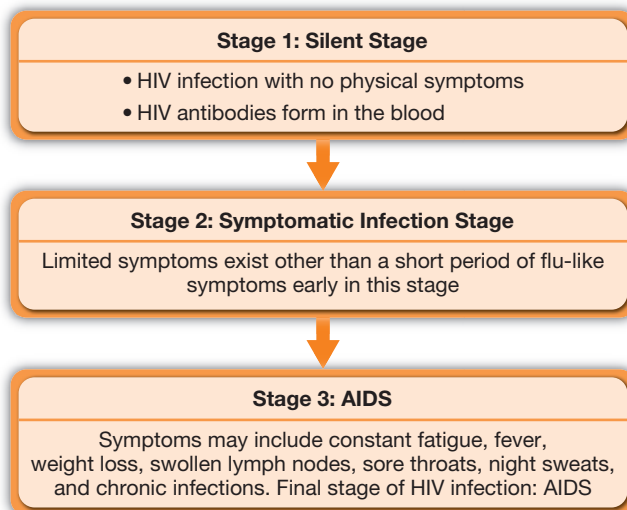 Stage 1: Silent Stage
• HIV infection with no physical symptoms
• HIV antibodies form in the blood
Stage 2: Symptomatic Infection Stage
Limited symptoms exist other than a short period of flu-like
symptoms early in this stage
Stage 3: AIDS
Symptoms may include constant fatigue, fever,
weight loss, swollen lymph nodes, sore throats, night sweats,
and chronic infections. Final stage of HIV infection: AIDS